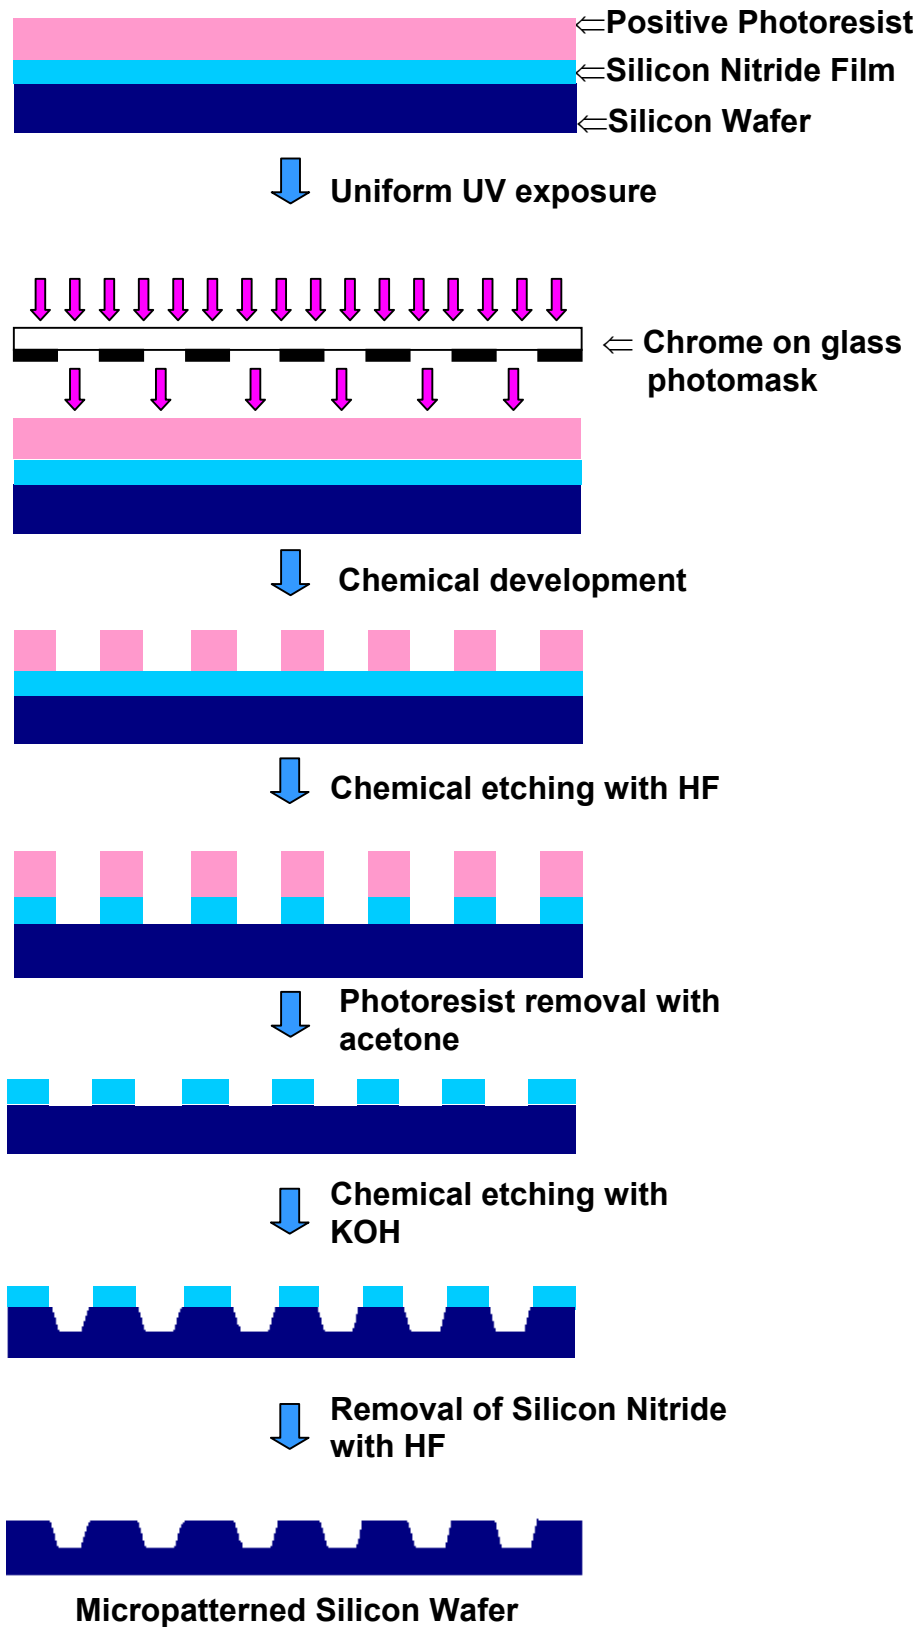 ⇐Positive Photoresist
⇐Silicon Nitride Film
⇐Silicon Wafer
Uniform UV exposure
⇐ Chrome on glass
photomask
Chemical development
Chemical etching with HF
Photoresist removal with
acetone
Chemical etching with
KOH
Removal of Silicon Nitride
with HF
Micropatterned Silicon Wafer